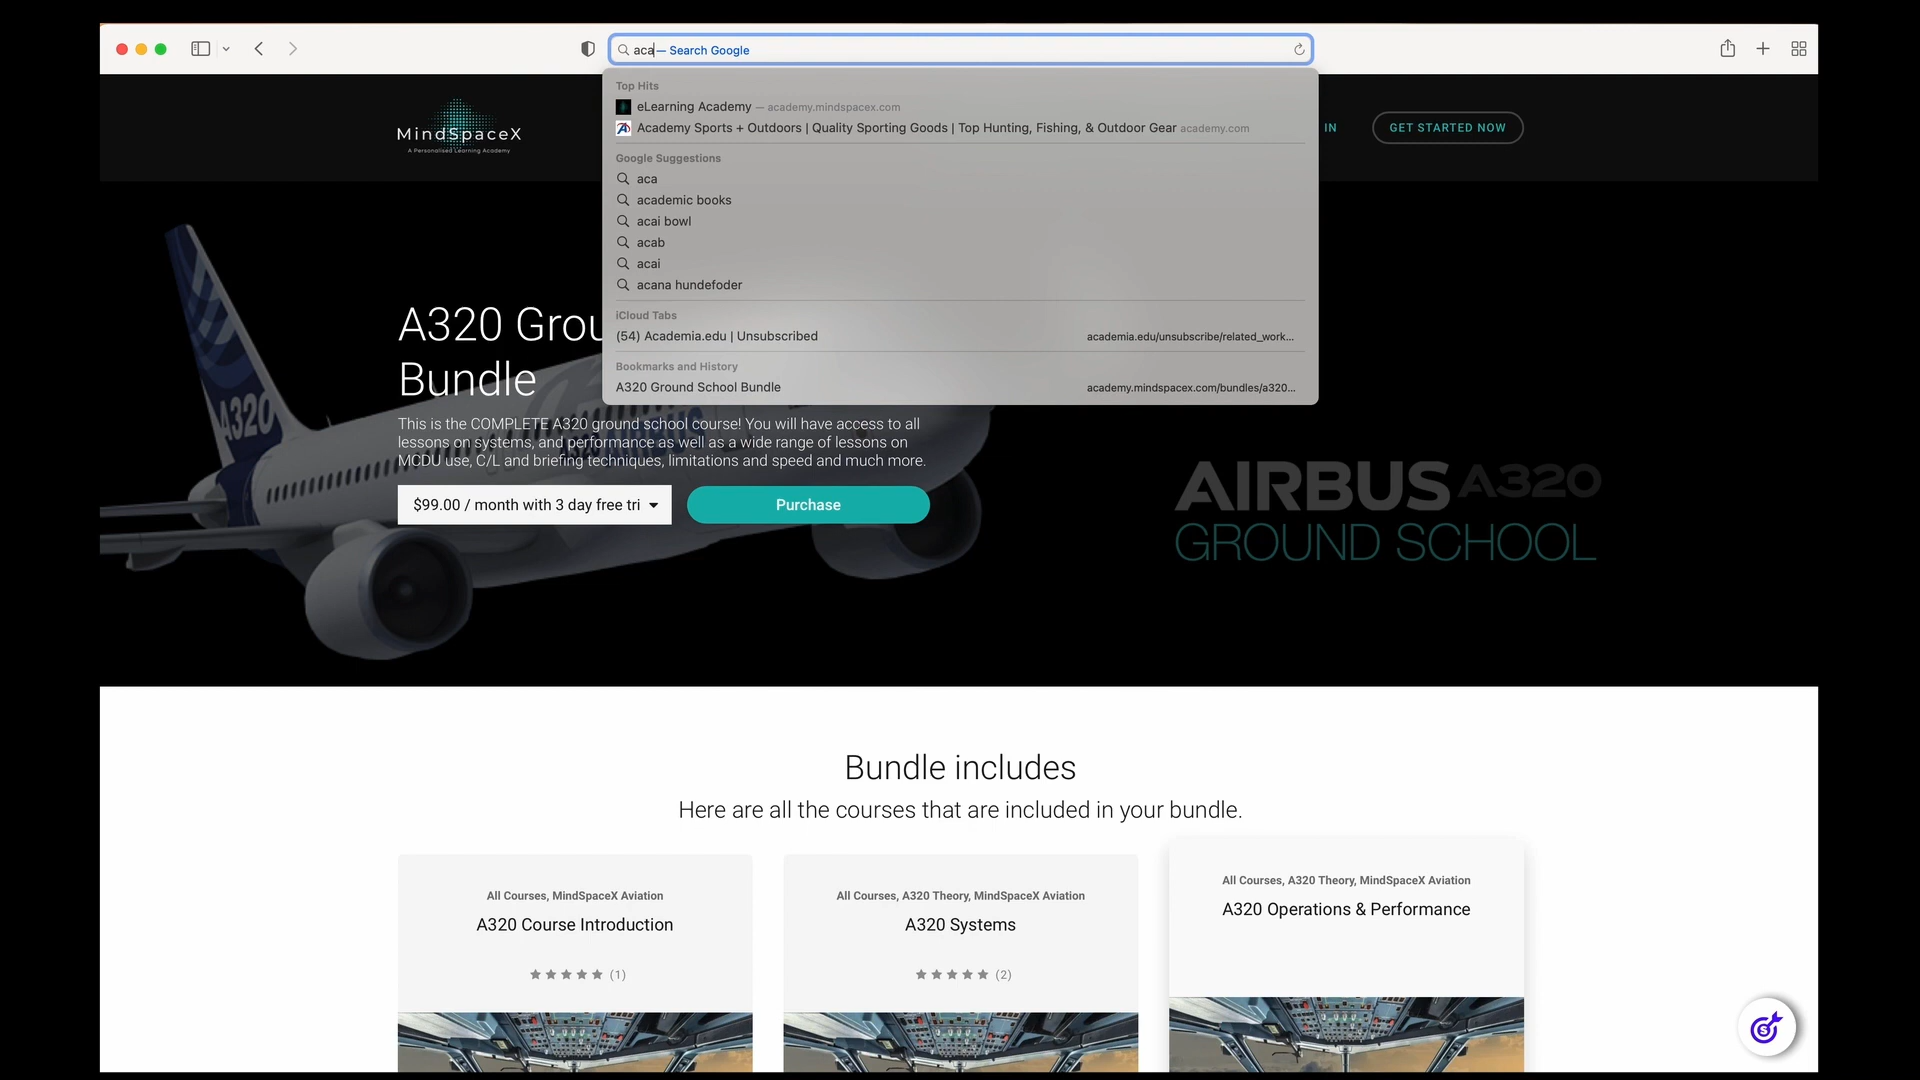 aca — Search Google
Top Hits
eLearning Academy — academy.mindspacex.com
Academy Sports + Outdoors | Quality Sporting Goods | Top Hunting, Fishing, & Outdoor Gear academy.com
Google Suggestions
aca
academic books
acai bowl
acab
acai
acana hundefoder
iCloud Tabs
(54) Academia.edu | Unsubscribed academia.edu/unsubscribe/related_work...
Bookmarks and History
A320 Ground School Bundle academy.mindspacex.com/bundles/a320...
MindSpaceX
A Personalised Learning Academy
IN
GET STARTED NOW
A320 Grou
Bundle
This is the COMPLETE A320 ground school course! You will have access to all
lessons on systems, and performance as well as a wide range of lessons on
MCDU use, C/L and briefing techniques, limitations and speed and much more.
$99.00 / month with 3 day free tri
Purchase
A320
A320 AIRBUS
AIRBUS A320
GROUND SCHOOL
Bundle includes
Here are all the courses that are included in your bundle.
All Courses, MindSpaceX Aviation
A320 Course Introduction
(1)
All Courses, A320 Theory, MindSpaceX Aviation
A320 Systems
(2)
All Courses, A320 Theory, MindSpaceX Aviation
A320 Operations & Performance